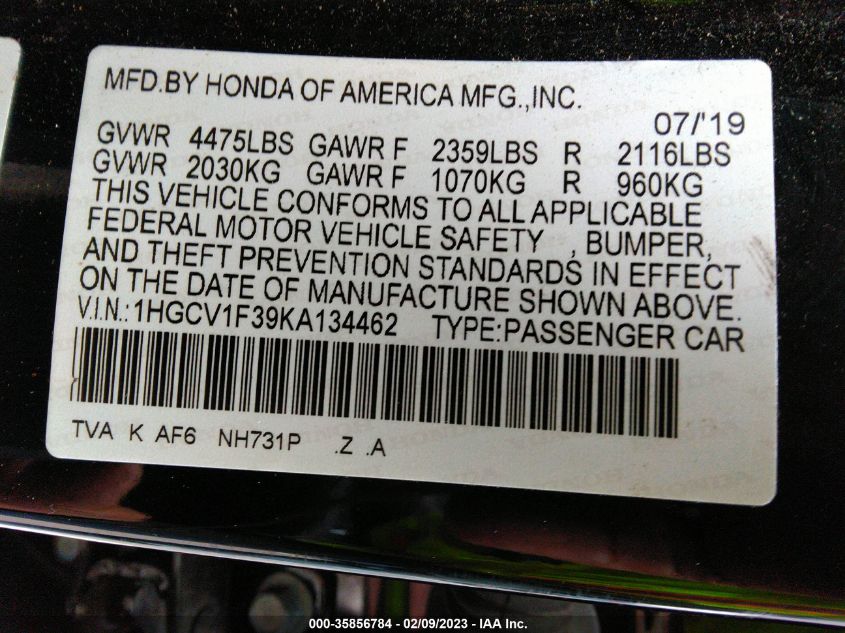 MFD.BY HONDA OF AMERICA MFG.,INC.
07/'19
GVWR 4475LBS GAWR F 2359LBS R 2116LBS
GVWR 2030KG GAWR F 1070KG R 960KG
THIS VEHICLE CONFORMS TO ALL APPLICABLE
FEDERAL MOTOR VEHICLE SAFETY , BUMPER,
AND THEFT PREVENTION STANDARDS IN EFFECT
ON THE DATE OF MANUFACTURE SHOWN ABOVE.
V.I.N.:1HGCV1F39KA134462 TYPE:PASSENGER CAR
TVA K AF6 NH731P .Z .A
000-35856784 — 02/09/2023 — IAA Inc.